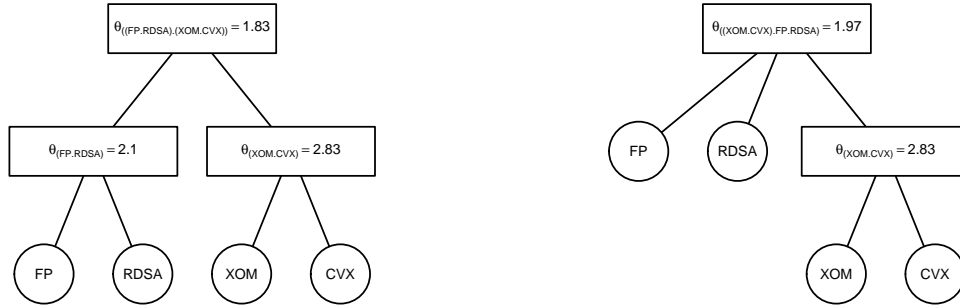 θ((FP.RDSA).(XOM.CVX)) = 1.83
θ((XOM.CVX).FP.RDSA) = 1.97
θ(FP.RDSA) = 2.1
θ(XOM.CVX) = 2.83
FP
RDSA
θ(XOM.CVX) = 2.83
FP
RDSA
XOM
CVX
XOM
CVX